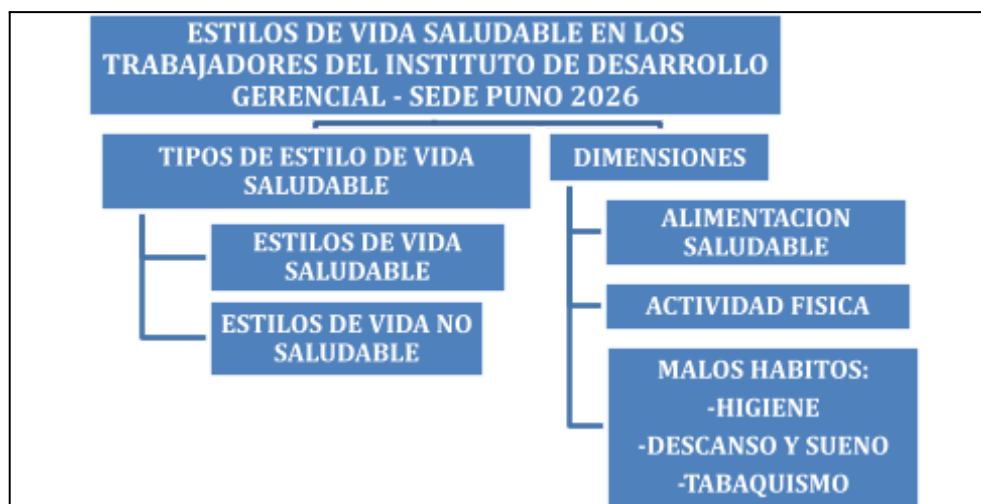 ESTILOS DE VIDA SALUDABLE EN LOS
TRABAJADORES DEL INSTITUTO DE DESARROLLO
GERENCIAL - SEDE PUNO 2026
TIPOS DE ESTILO DE VIDA
SALUDABLE
ESTILOS DE VIDA
SALUDABLE
ESTILOS DE VIDA NO
SALUDABLE
DIMENSIONES
ALIMENTACION
SALUDABLE
ACTIVIDAD FISICA
MALOS HABITOS:
-HIGIENE
-DESCANSO Y SUENO
-TABAQUISMO